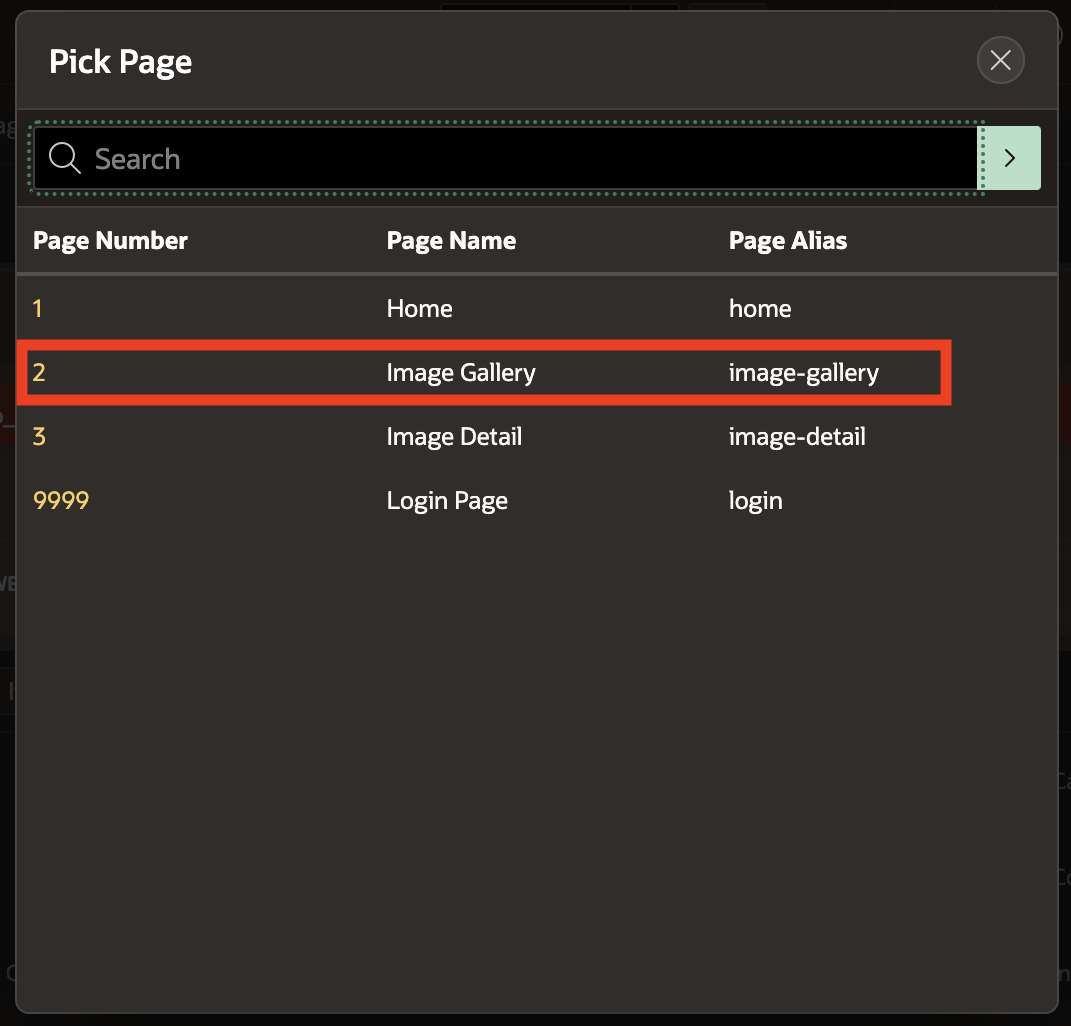 Pick Page
Search
Page Number Page Name Page Alias
1 Home home
2 Image Gallery image-gallery
3 Image Detail image-detail
9999 Login Page login